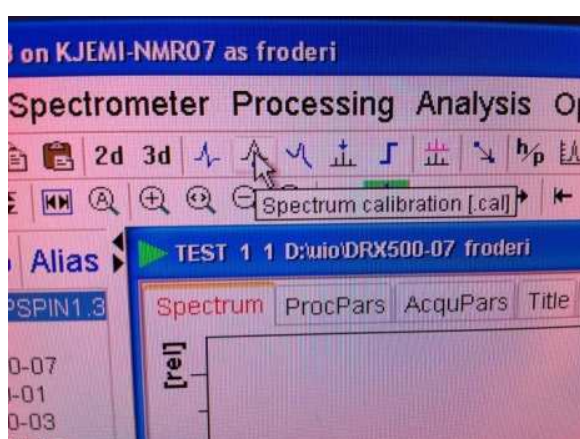 on KJEMI-NMR07 as froderi
Spectrometer Processing Analysis
2d 3d h/p
Spectrum calibration [.cal]
Alias TEST 1 1 D:\uio\DRX500-07 froderi
PSPIN1.3 Spectrum ProcPars AcquPars Title
0-07 [rel]
-01
0-03